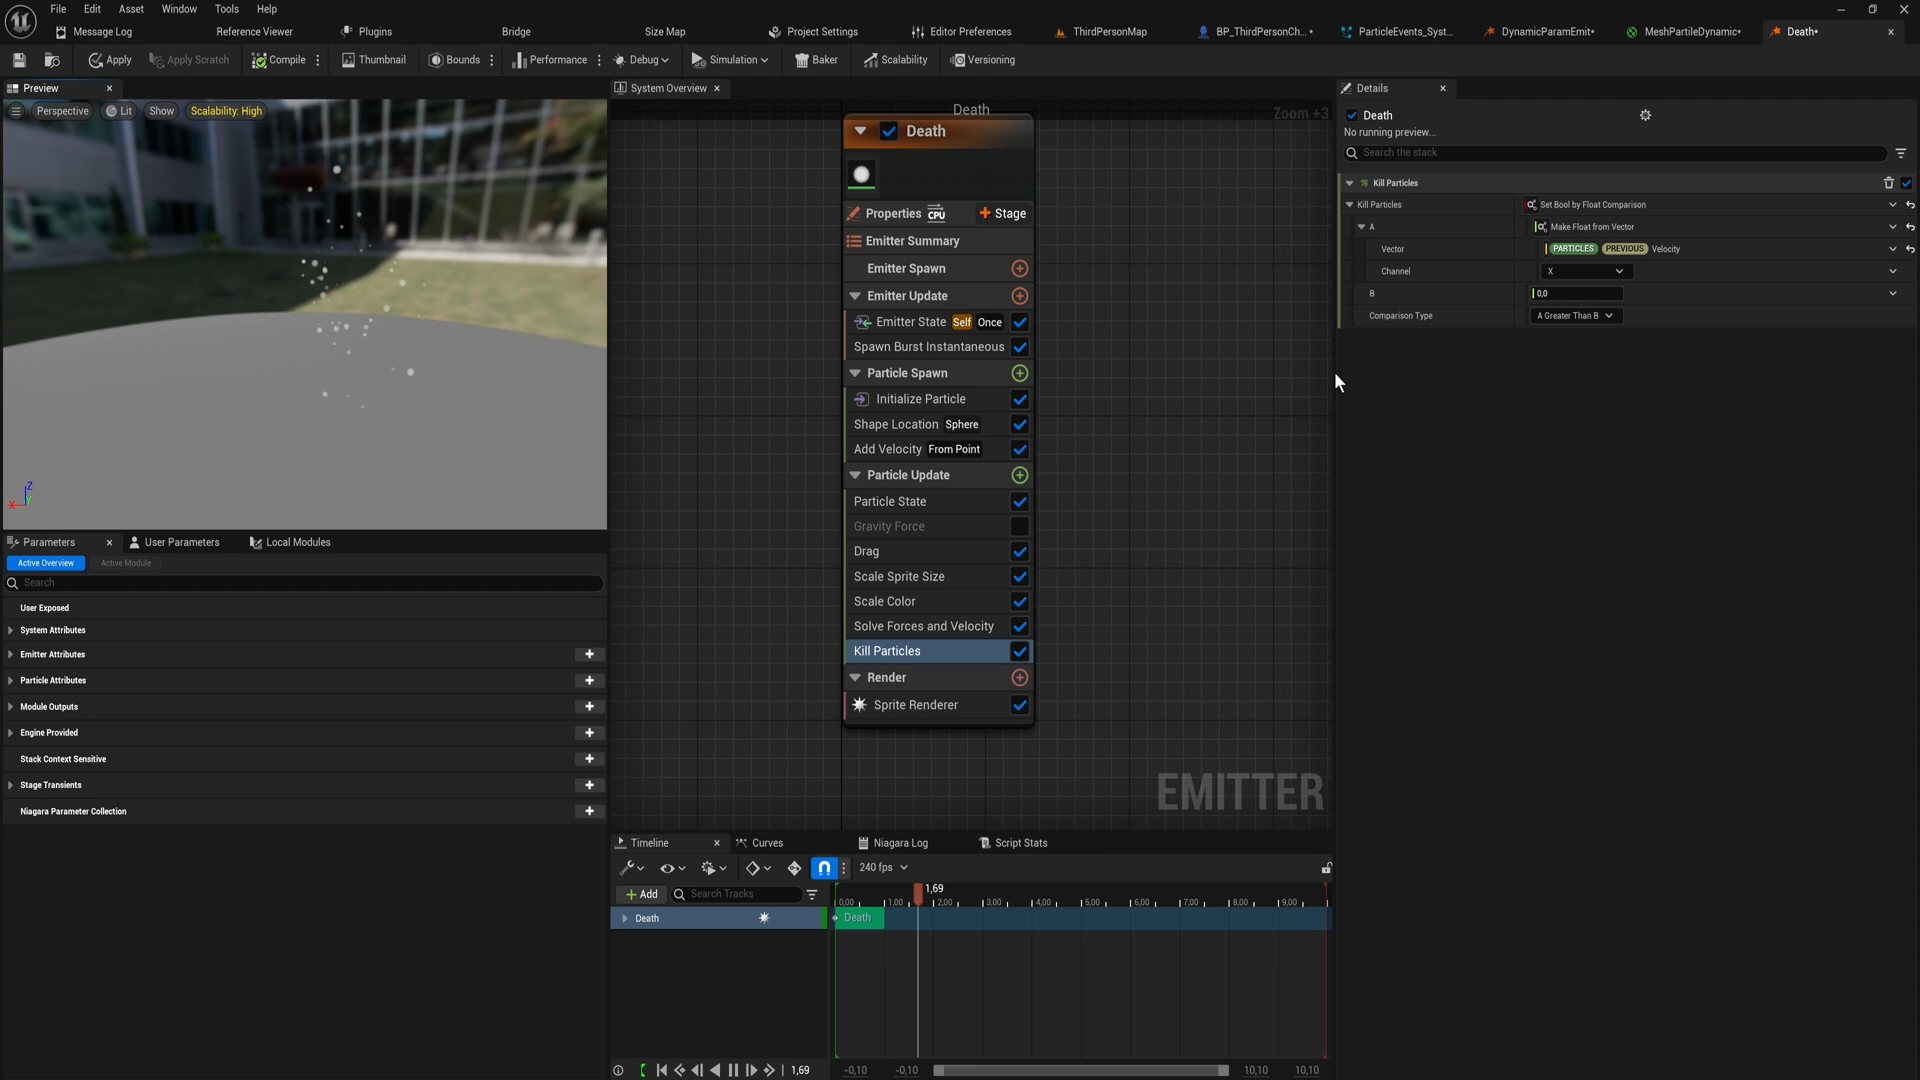 File Edit Asset Window Tools Help
Message Log Reference Viewer Plugins Bridge Size Map Project Settings Editor Preferences ThirdPersonMap BP_ThirdPersonCh... • ParticleEvents_Syst... DynamicParamEmit* MeshPartileDynamic* Death*
Apply Apply Scratch Compile Thumbnail Bounds Performance Debug Simulation Baker Scalability Versioning
Preview
Perspective Lit Show Scalability: High
Z
X
Y
Parameters User Parameters Local Modules
Active Overview Active Module
Search
User Exposed
System Attributes
Emitter Attributes
Particle Attributes
Module Outputs
Engine Provided
Stack Context Sensitive
Stage Transients
Niagara Parameter Collection
System Overview
Death
Zoom +3
Death
Properties CPU Stage
Emitter Summary
Emitter Spawn
Emitter Update
Emitter State Self Once
Spawn Burst Instantaneous
Particle Spawn
Initialize Particle
Shape Location Sphere
Add Velocity From Point
Particle Update
Particle State
Gravity Force
Drag
Scale Sprite Size
Scale Color
Solve Forces and Velocity
Kill Particles
Render
Sprite Renderer
EMITTER
Timeline Curves Niagara Log Script Stats
240 fps
Add Search Tracks
1,69
0,00 1,00 2,00 3,00 4,00 5,00 6,00 7,00 8,00 9,00
Death Death
1,69 -0,10 -0,10 10,10 10,10
Details
Death
No running preview...
Search the stack
Kill Particles
Kill Particles Set Bool by Float Comparison
A Make Float from Vector
Vector PARTICLES PREVIOUS Velocity
Channel X
B 0,0
Comparison Type A Greater Than B